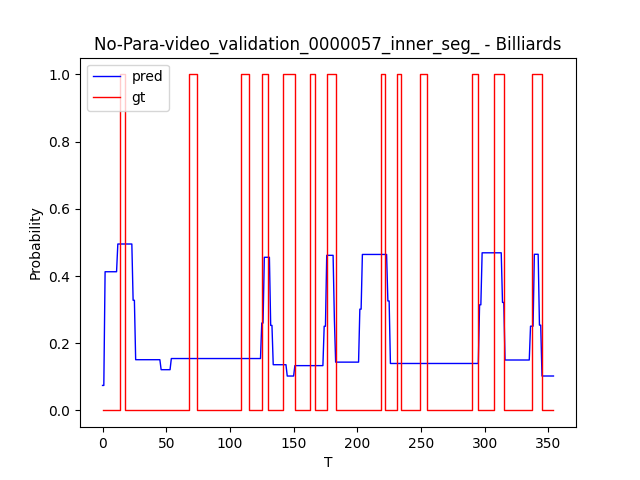 No-Para-video_validation_0000057_inner_seg_ - Billiards
pred
gt
1.0
0.8
0.6
0.4
0.2
0.0
Probability
0 50 100 150 200 250 300 350
T